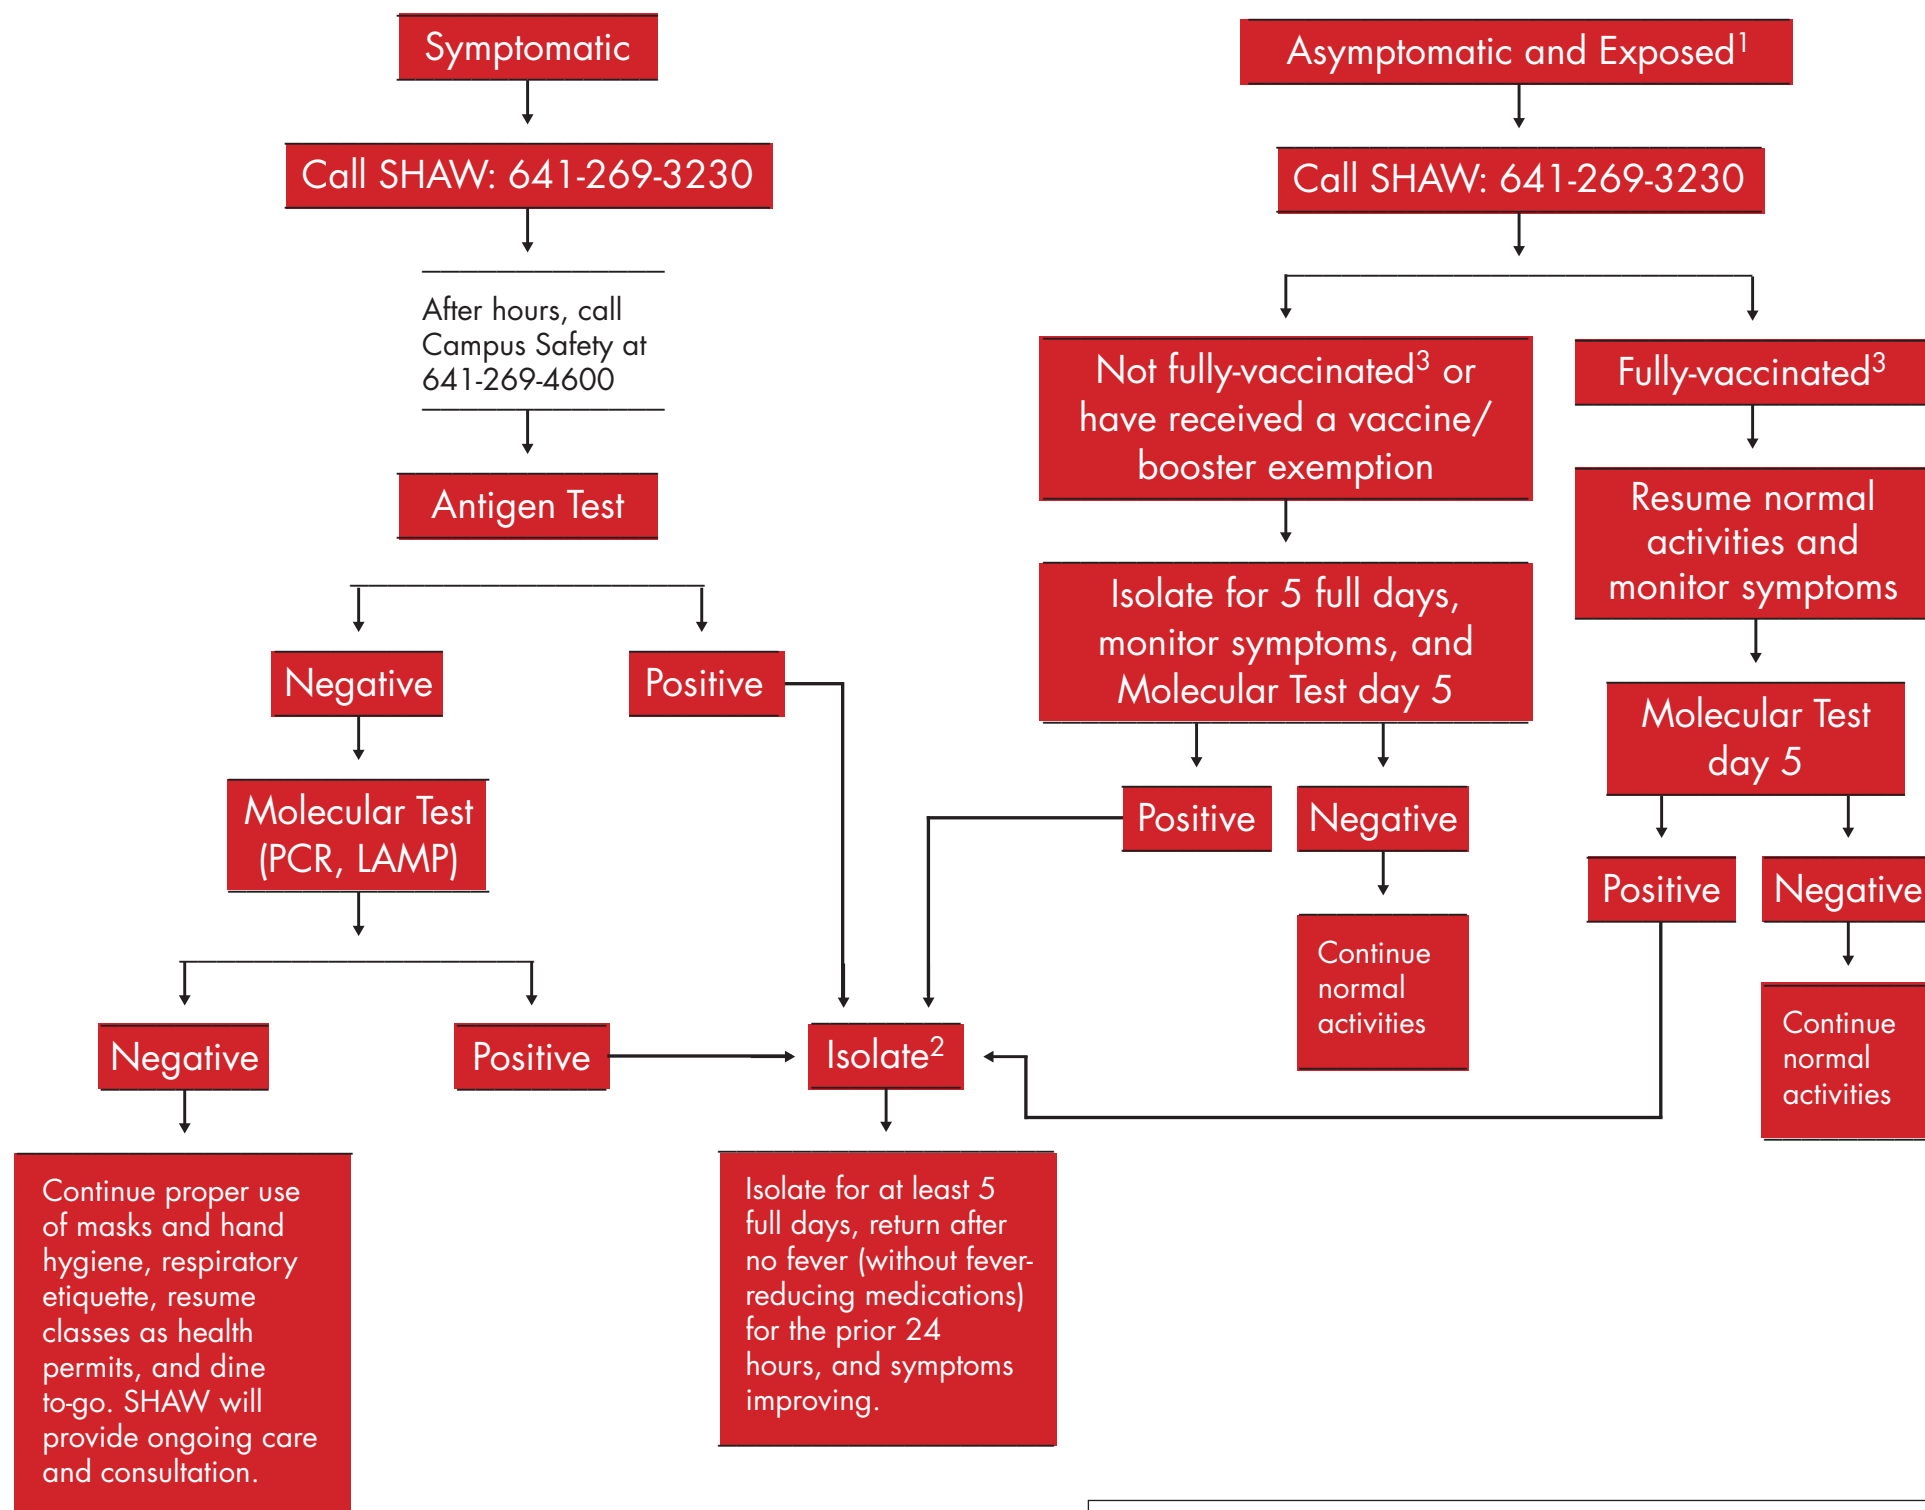 Symptomatic
Call SHAW: 641-269-3230
After hours, call
Campus Safety at
641-269-4600
Antigen Test
Negative
Positive
Molecular Test
(PCR, LAMP)
Negative
Positive
Continue proper use
of masks and hand
hygiene, respiratory
etiquette, resume
classes as health
permits, and dine
to-go. SHAW will
provide ongoing care
and consultation.
Isolate²
Isolate for at least 5
full days, return after
no fever (without fever-
reducing medications)
for the prior 24
hours, and symptoms
improving.
Asymptomatic and Exposed¹
Call SHAW: 641-269-3230
Not fully-vaccinated³ or
have received a vaccine/
booster exemption
Isolate for 5 full days,
monitor symptoms, and
Molecular Test day 5
Positive
Negative
Continue
normal
activities
Fully-vaccinated³
Resume normal
activities and
monitor symptoms
Molecular Test
day 5
Positive
Negative
Continue
normal
activities